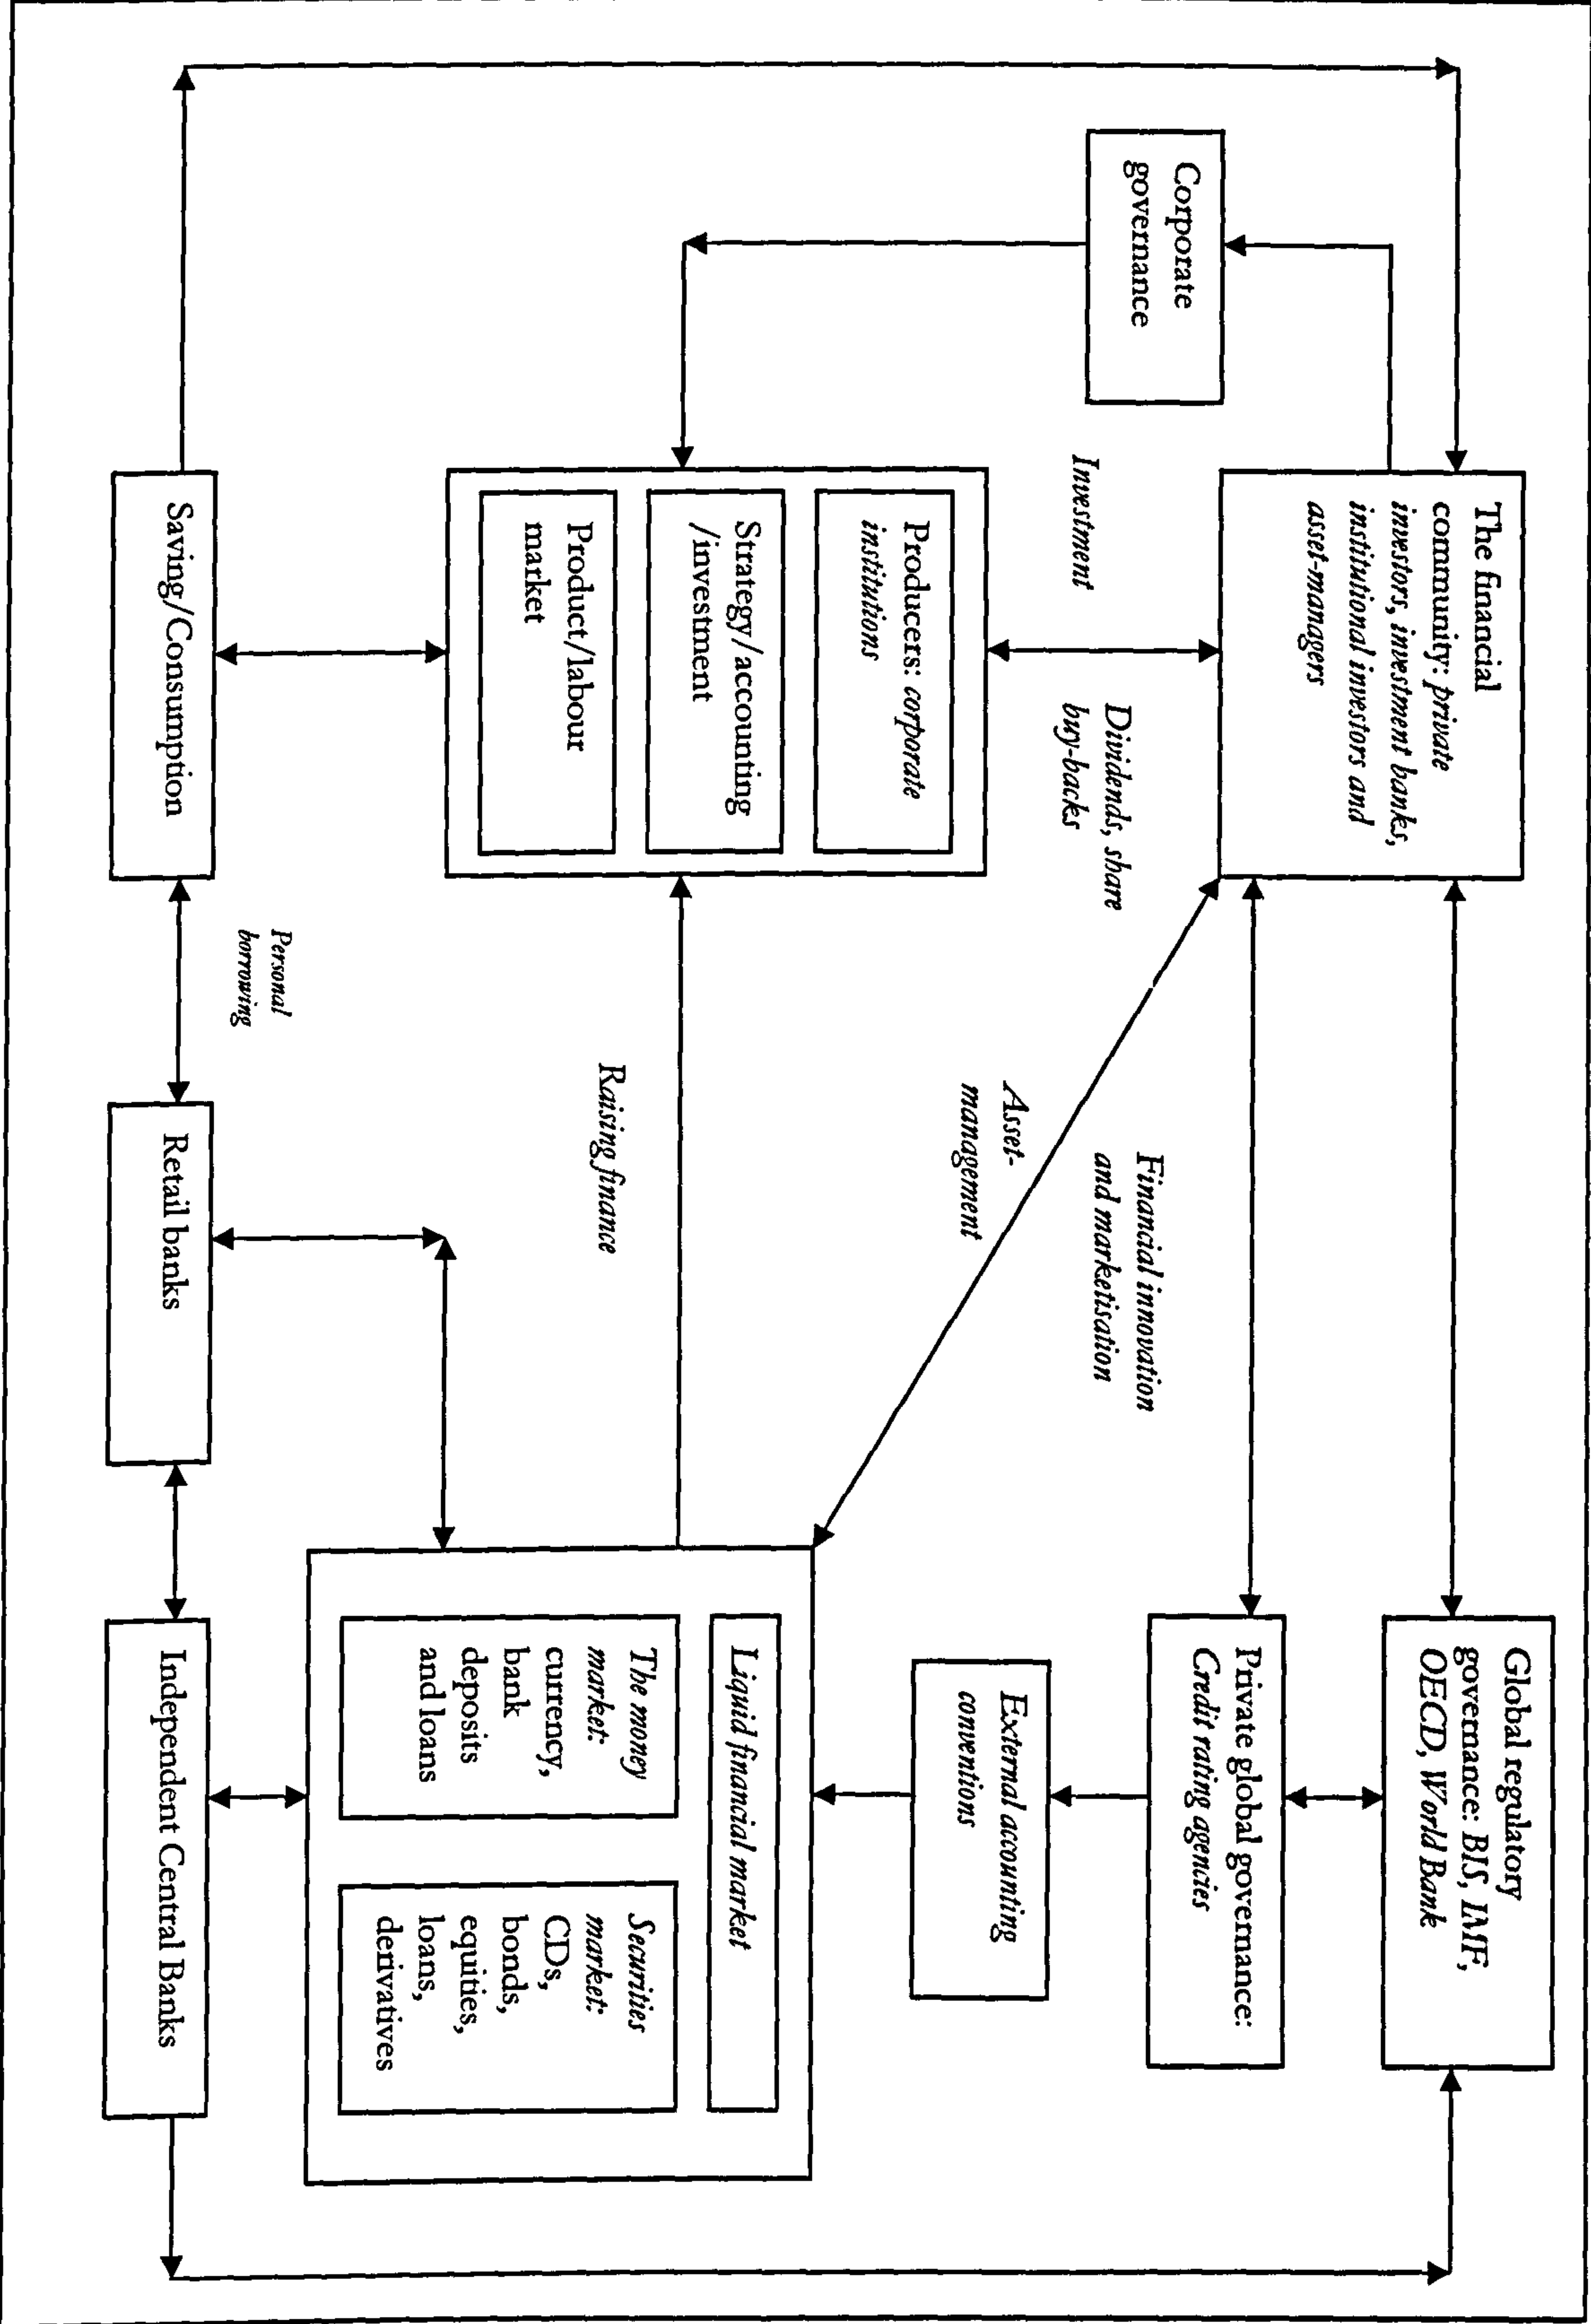 The financial
community: private
investors, investment banks,
institutional investors and
asset-managers
Global regulatory
governance: BIS, IMF,
OECD, World Bank
Corporate
governance
Private global governance:
Credit rating agencies
Financial innovation
and marketisation
Investment
Dividends, share
buy-backs
Asset-
management
External accounting
conventions
Producers: corporate
institutions
Strategy/accounting
/investment
Product/labour
market
Raising finance
Liquid financial market
The money
market:
currency,
bank
deposits
and loans
Securities
market:
CDs,
bonds,
equities,
loans,
derivatives
Personal
borrowing
Saving/Consumption
Retail banks
Independent Central Banks